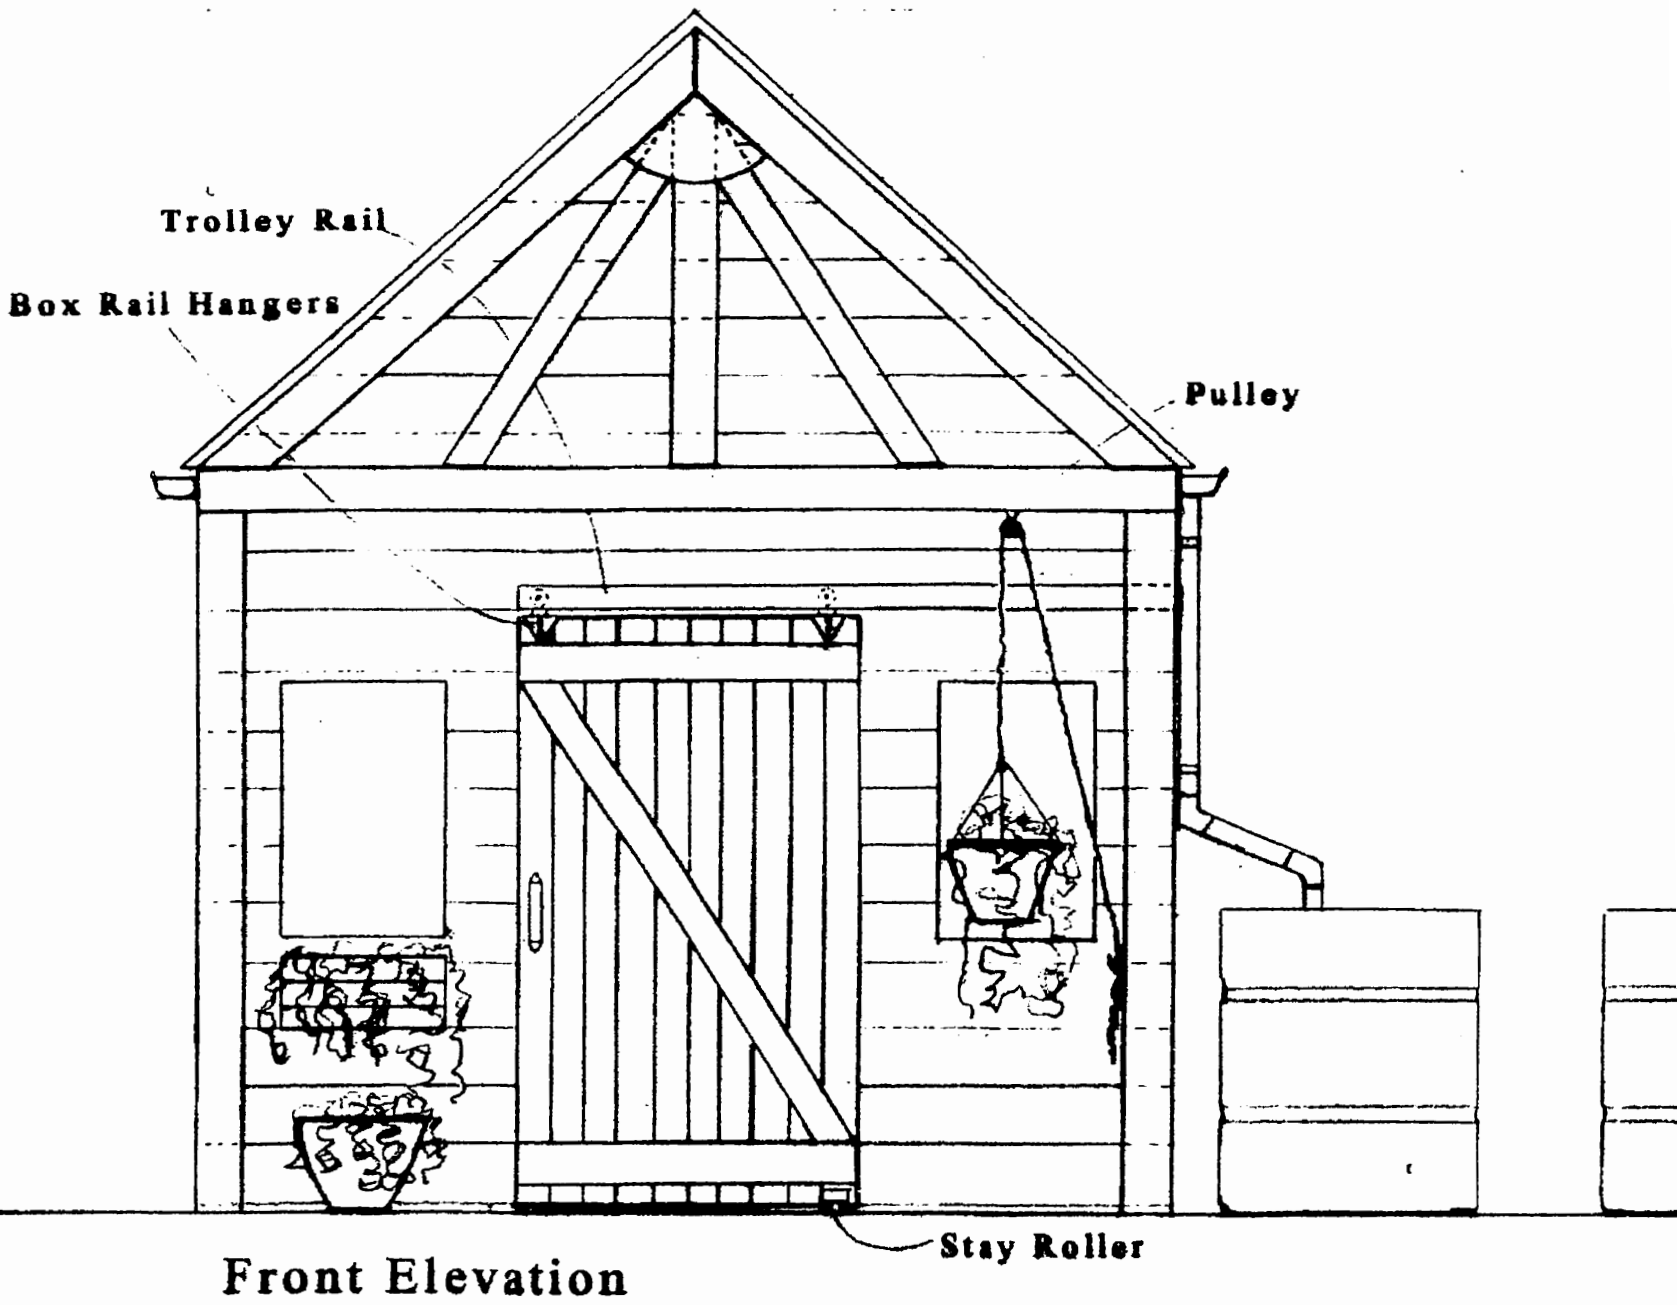 Trolley Rail
Box Rail Hangers
Pulley
Stay Roller
Front Elevation